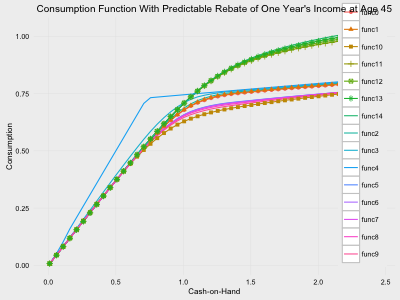 Consumption Function With Predictable Rebate of One Year's Income at Age 45
Consumption
1.00
0.75
0.50
0.25
0.00
0.0 0.5 1.0 1.5 2.0 2.5
Cash-on-Hand
func0
func1
func10
func11
func12
func13
func14
func2
func3
func4
func5
func6
func7
func8
func9